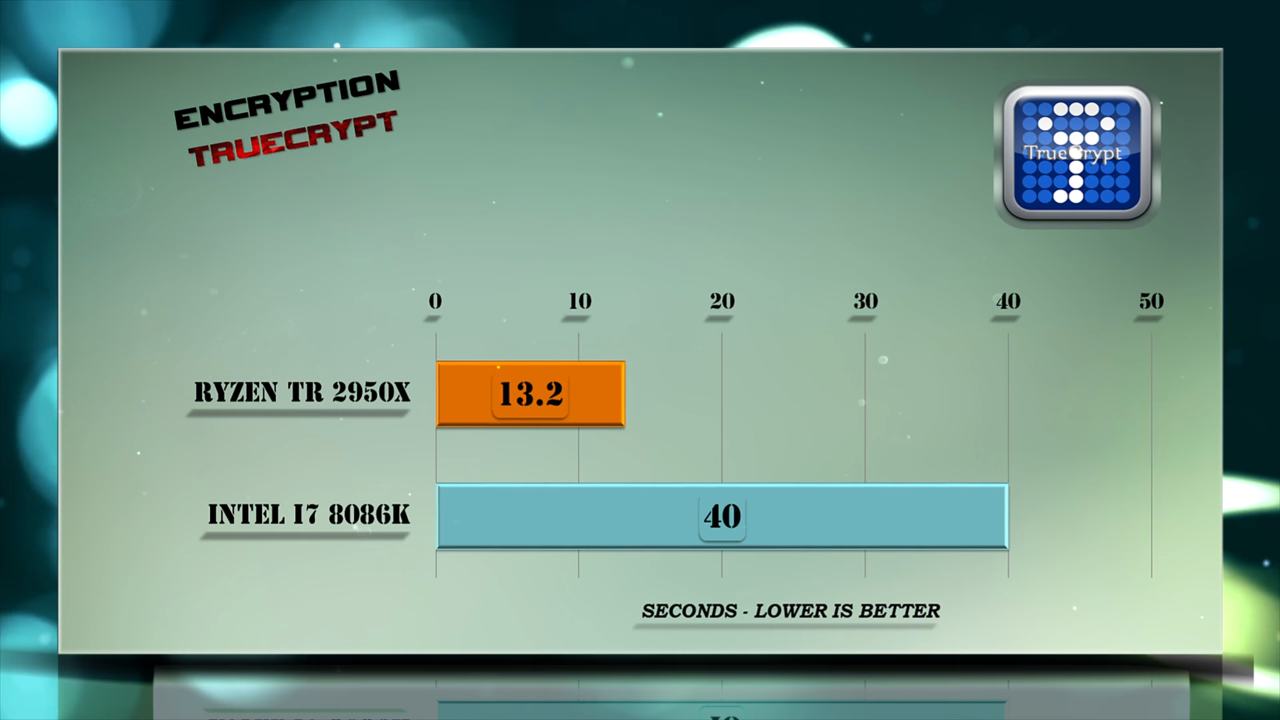 ENCRYPTION
TRUECRYPT
TrueCrypt
0 10 20 30 40 50
RYZEN TR 2950X 13.2
INTEL I7 8086K 40
SECONDS - LOWER IS BETTER